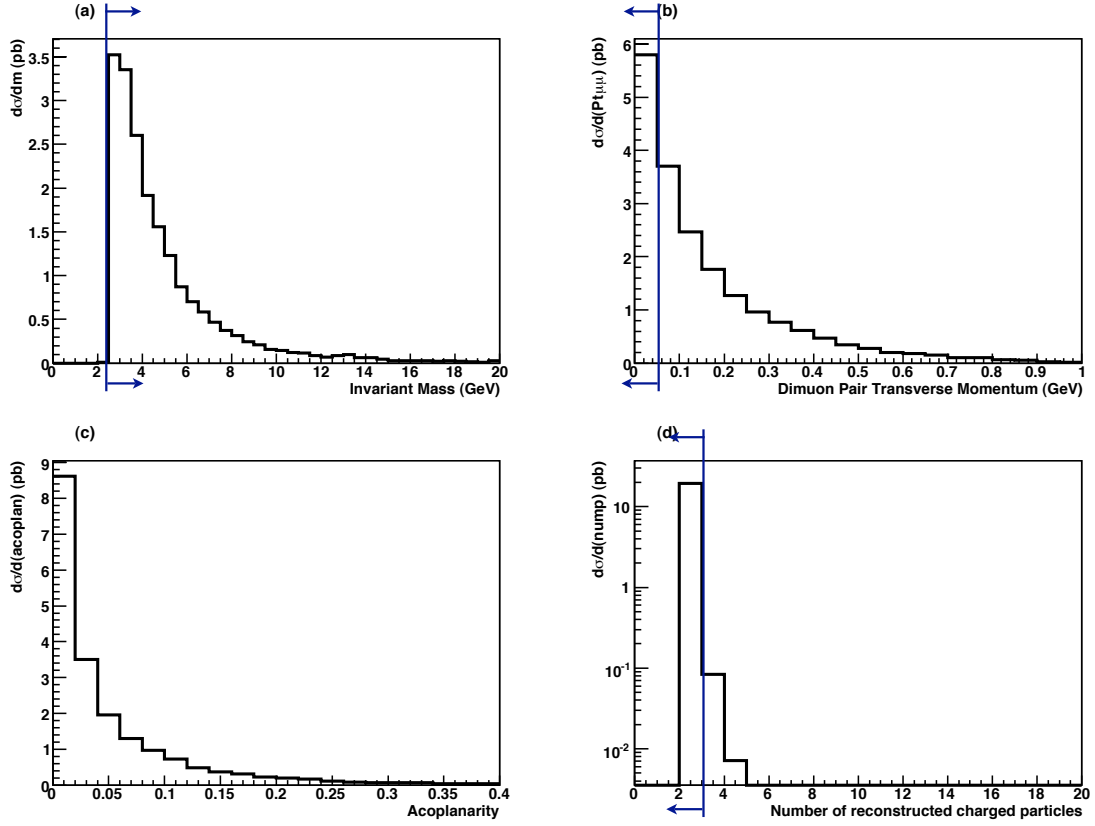 (a)
dσ/dm (pb)
3.5
3
2.5
2
1.5
1
0.5
0
0 2 4 6 8 10 12 14 16 18 20
Invariant Mass (GeV)
(b)
dσ/d(Ptμμ) (pb)
6
5
4
3
2
1
0
0.1 0.2 0.3 0.4 0.5 0.6 0.7 0.8 0.9 1
Dimuon Pair Transverse Momentum (GeV)
(c)
dσ/d(acoplan) (pb)
9
8
7
6
5
4
3
2
1
0
0 0.05 0.1 0.15 0.2 0.25 0.3 0.35 0.4
Acoplanarity
(d)
dσ/d(nump) (pb)
10
1
10⁻¹
10⁻²
0 2 4 6 8 10 12 14 16 18 20
Number of reconstructed charged particles